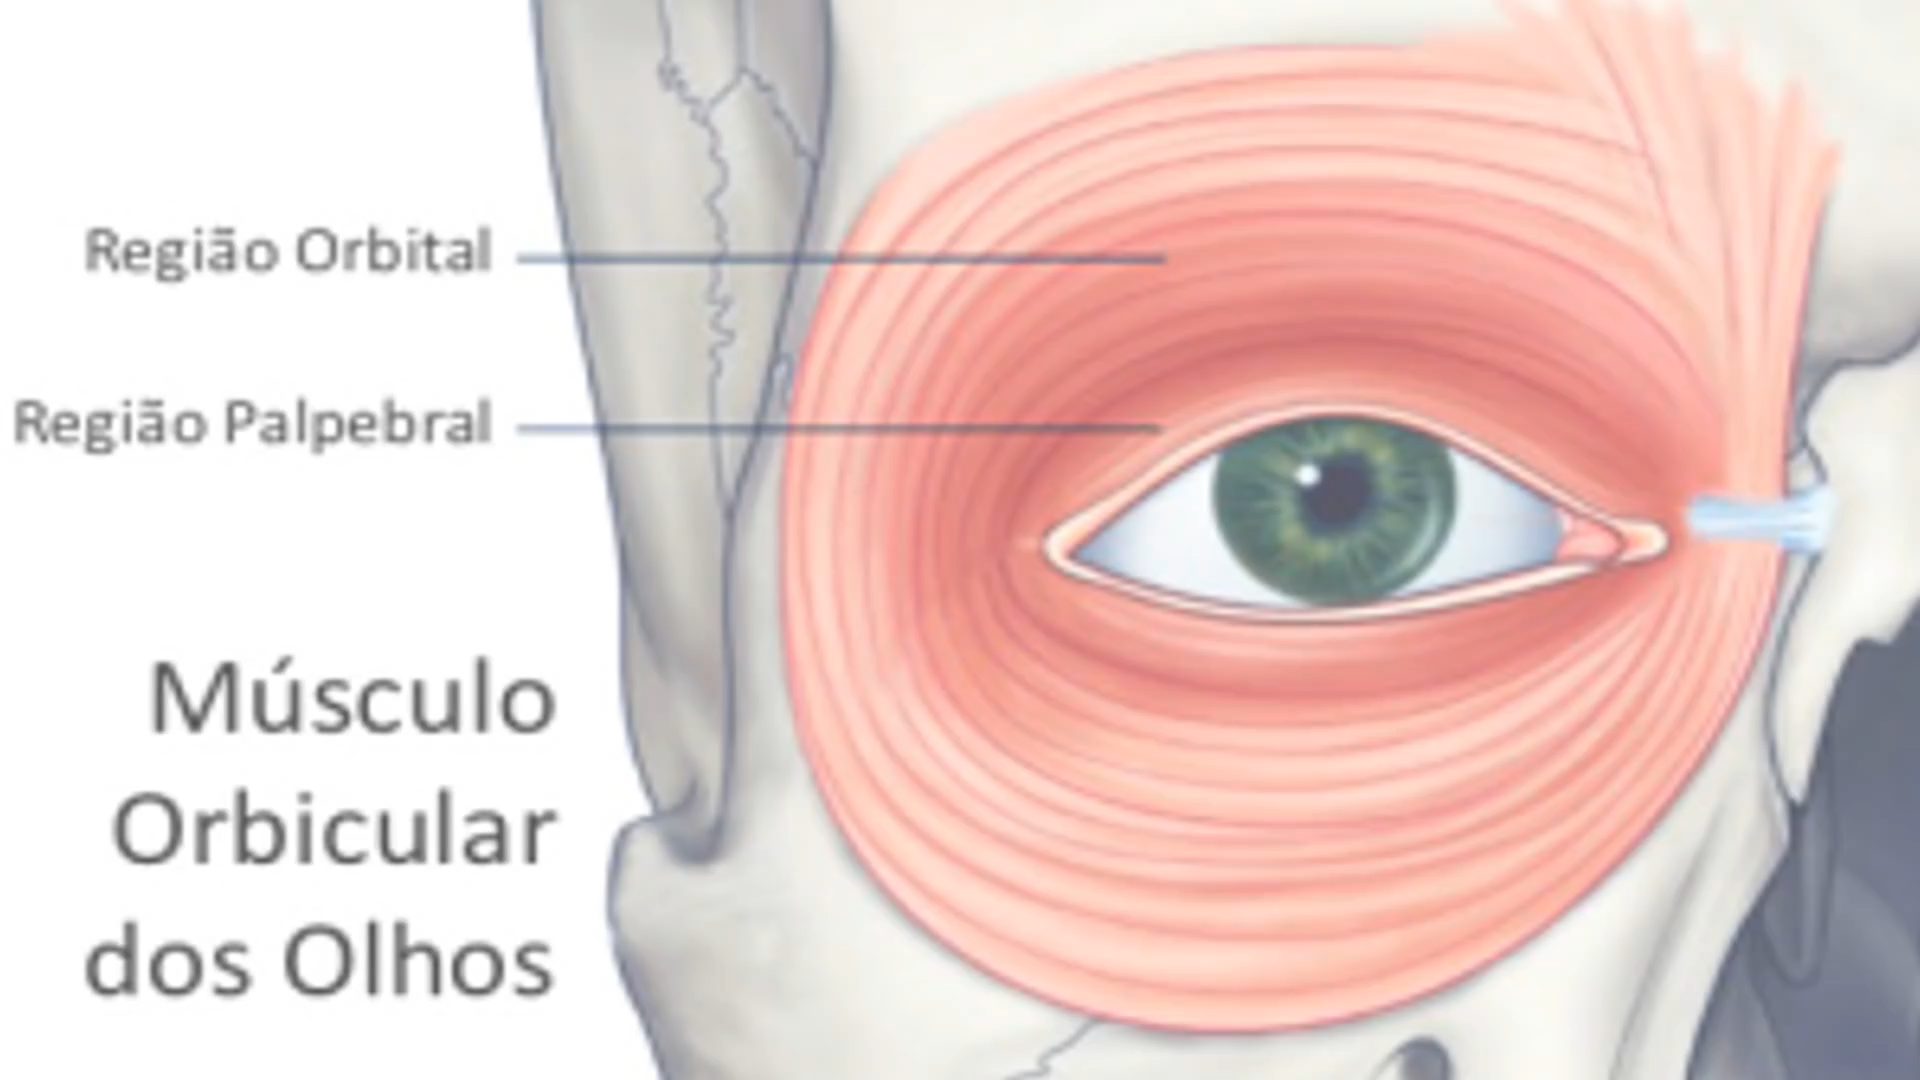 Região Orbital
Região Palpebral
Músculo
Orbicular
dos Olhos